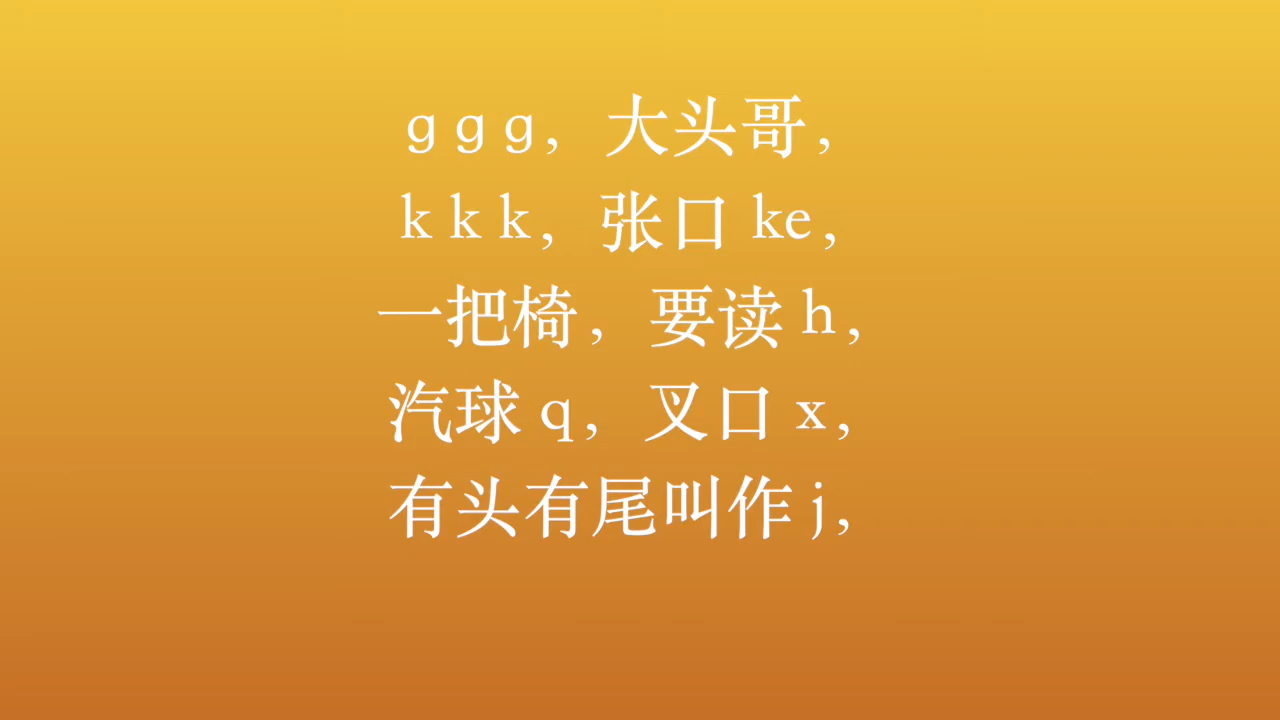 g g g，大头哥，
k k k，张口 ke，
一把椅，要读 h，
汽球 q，叉口 x，
有头有尾叫作 j，